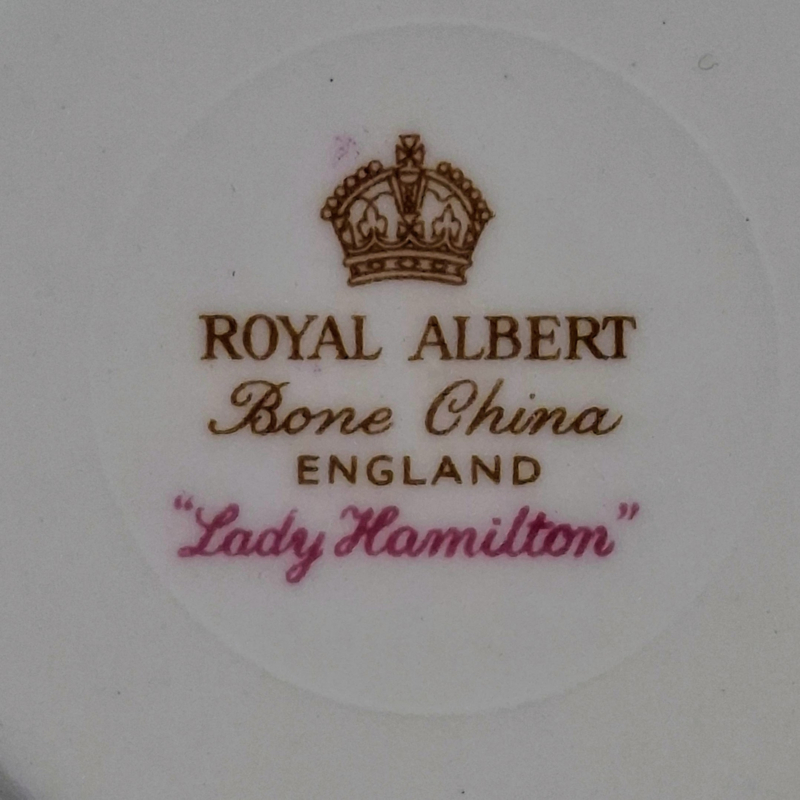 ROYAL ALBERT
Bone China
ENGLAND
“Lady Hamilton”